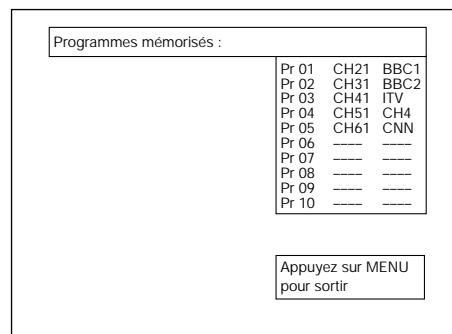 Programmes mémorisés :
Pr 01 CH21 BBC1
Pr 02 CH31 BBC2
Pr 03 CH41 ITV
Pr 04 CH51 CH4
Pr 05 CH61 CNN
Pr 06 ---- ----
Pr 07 ---- ----
Pr 08 ---- ----
Pr 09 ---- ----
Pr 10 ---- ----
Appuyez sur MENU
pour sortir